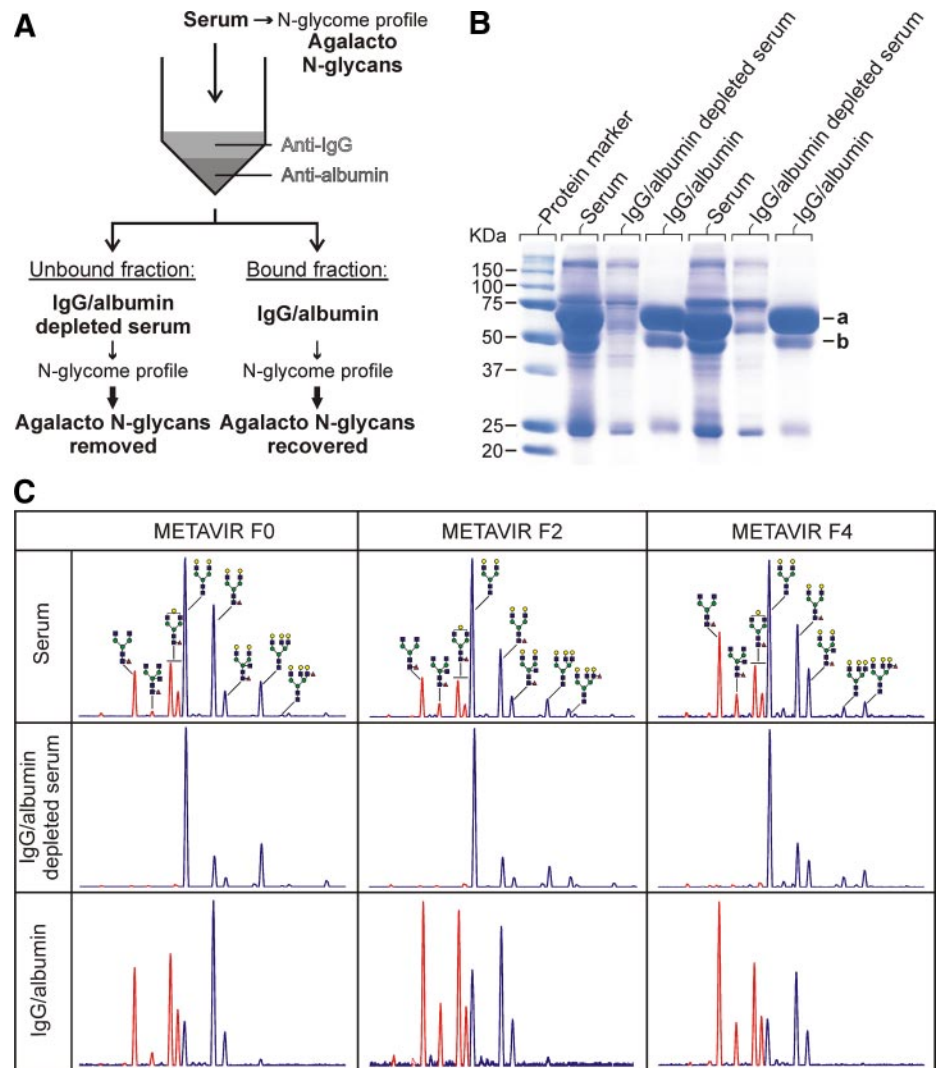 A
Serum → N-glycome profile
Agalacto
N-glycans
Anti-IgG
Anti-albumin
Unbound fraction:
IgG/albumin
depleted serum
N-glycome profile
Agalacto N-glycans
removed
Bound fraction:
IgG/albumin
N-glycome profile
Agalacto N-glycans
recovered
B
Protein marker
Serum
IgG/albumin depleted serum
IgG/albumin
Serum
IgG/albumin depleted serum
IgG/albumin
KDa
150
100
75
50
37
25
20
a
b
C
METAVIR F0
METAVIR F2
METAVIR F4
Serum
IgG/albumin
depleted serum
IgG/albumin